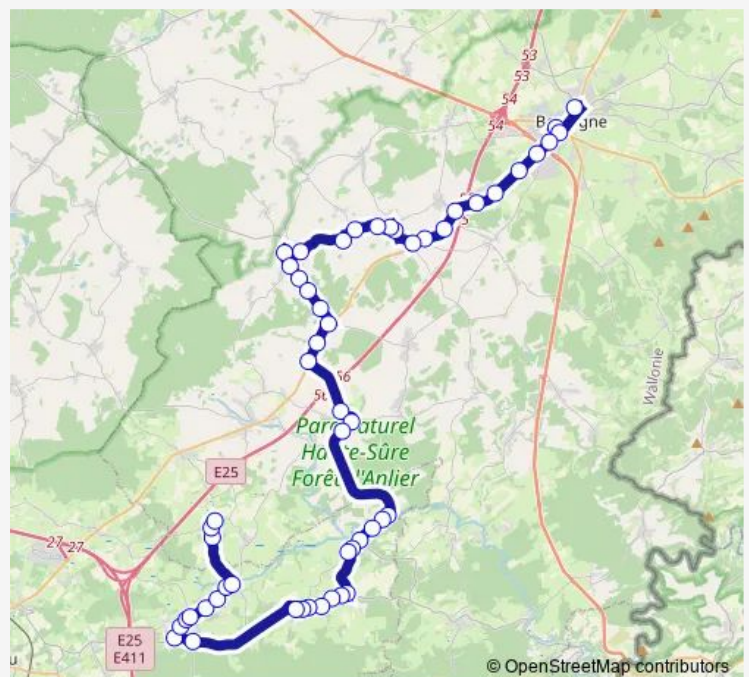 53
53
54
54
56
Parc Naturel
Haute-Sûre
Forêt d'Anlier
Wallonie
E25
27
27
E25
E411
© OpenStreetMap contributors